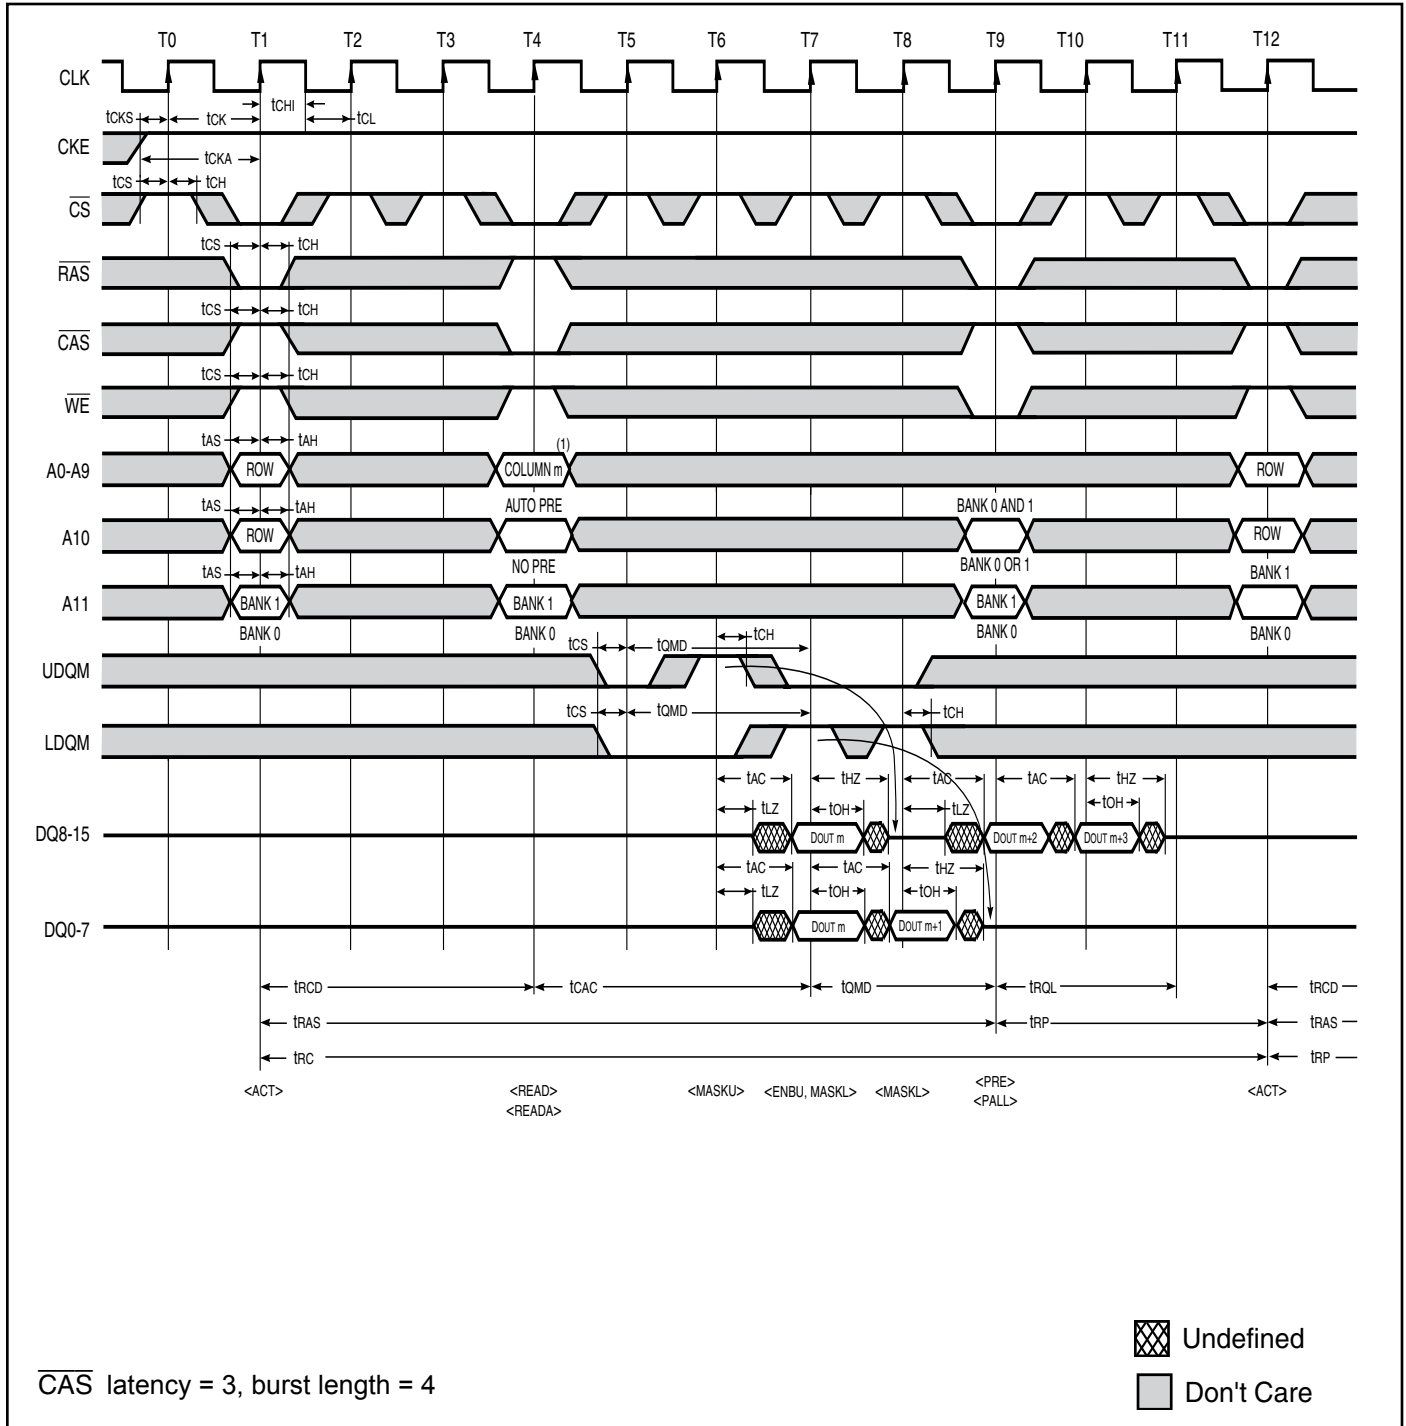 T0 T1 T2 T3 T4 T5 T6 T7 T8 T9 T10 T11 T12
CLK
tCHI
tCKS tCK tCL
CKE
tCKA
tCS tCH
CS
tCS tCH
RAS
tCS tCH
CAS
tCS tCH
WE
tAS tAH (1)
A0-A9 ROW COLUMN m ROW
tAS tAH AUTO PRE BANK 0 AND 1
A10 ROW ROW
NO PRE BANK 0 OR 1
tAS tAH BANK 1
A11 BANK 1 BANK 1 BANK 1
BANK 0 BANK 0 BANK 0 BANK 0
tCS tQMD tCH
UDQM
tCS tQMD tCH
LDQM
tAC tHZ tAC tAC tHZ
tLZ tOH tLZ tOH
DQ8-15 DOUT m DOUT m+2 DOUT m+3
tAC tAC tHZ
tLZ tOH tOH
DQ0-7 DOUT m DOUT m+1
tRCD tCAC tQMD tRQL tRCD
tRAS tRP tRAS
tRC tRP
<ACT> <READ> <MASKU> <ENBU, MASKL> <MASKL> <PRE> <ACT>
<READA> <PALL>
Undefined
CAS latency = 3, burst length = 4
Don't Care